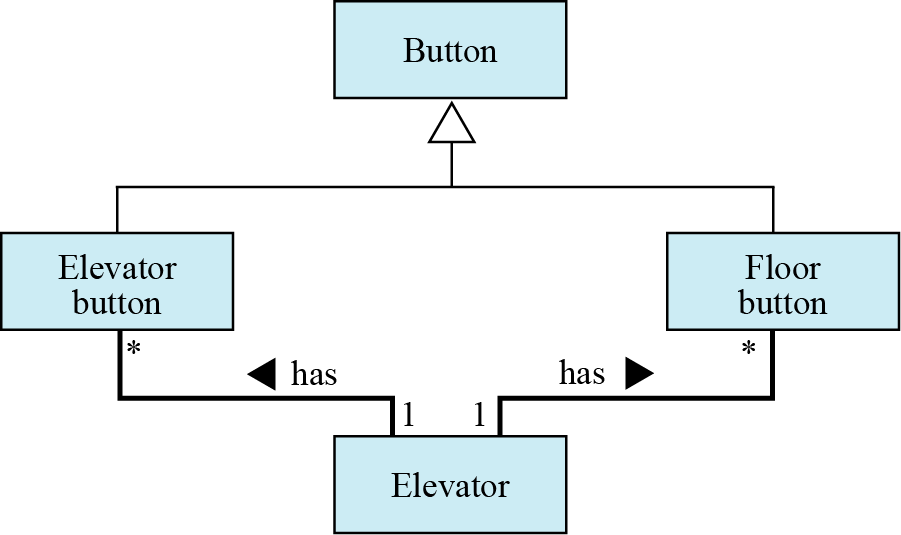 Button
Elevator
button
Floor
button
*
*
has
has
1
1
Elevator